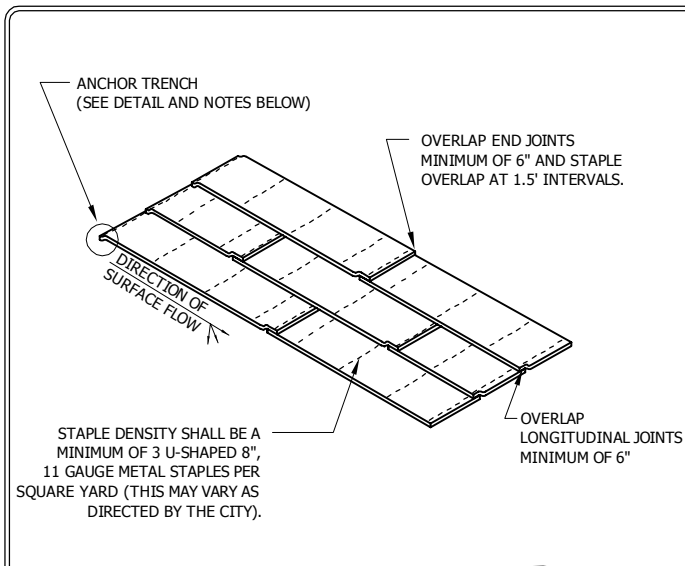 ANCHOR TRENCH
(SEE DETAIL AND NOTES BELOW)
OVERLAP END JOINTS
MINIMUM OF 6" AND STAPLE
OVERLAP AT 1.5' INTERVALS.
DIRECTION OF
SURFACE FLOW
STAPLE DENSITY SHALL BE A
MINIMUM OF 3 U-SHAPED 8",
11 GAUGE METAL STAPLES PER
SQUARE YARD (THIS MAY VARY AS
DIRECTED BY THE CITY).
OVERLAP
LONGITUDINAL JOINTS
MINIMUM OF 6"